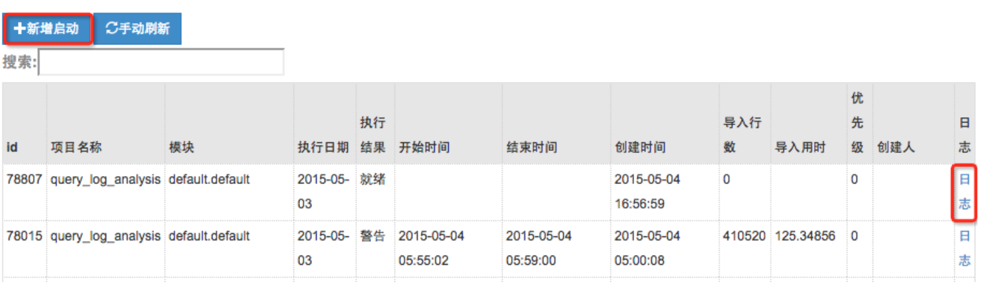 新增启动 手动刷新
搜索:
id 项目名称 模块 执行日期 执行结果 开始时间 结束时间 创建时间 导入行数 导入用时 优先级 创建人 日志
78807 query_log_analysis default.default 2015-05-03 就绪 2015-05-04 16:56:59 0 0 日志
78015 query_log_analysis default.default 2015-05-03 警告 2015-05-04 05:55:02 2015-05-04 05:59:00 2015-05-04 05:00:08 410520 125.34856 0 日志